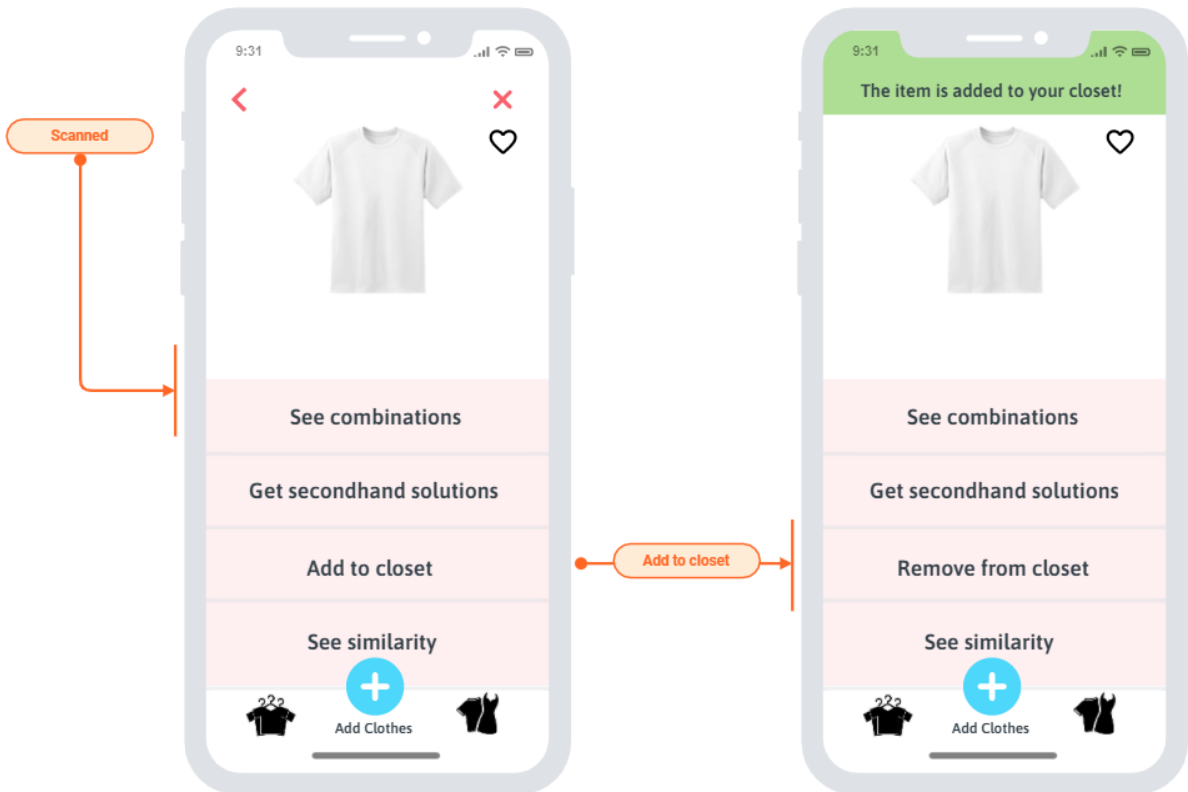 Scanned
9:31
See combinations
Get secondhand solutions
Add to closet
See similarity
Add Clothes
Add to closet
9:31
The item is added to your closet!
See combinations
Get secondhand solutions
Remove from closet
See similarity
Add Clothes